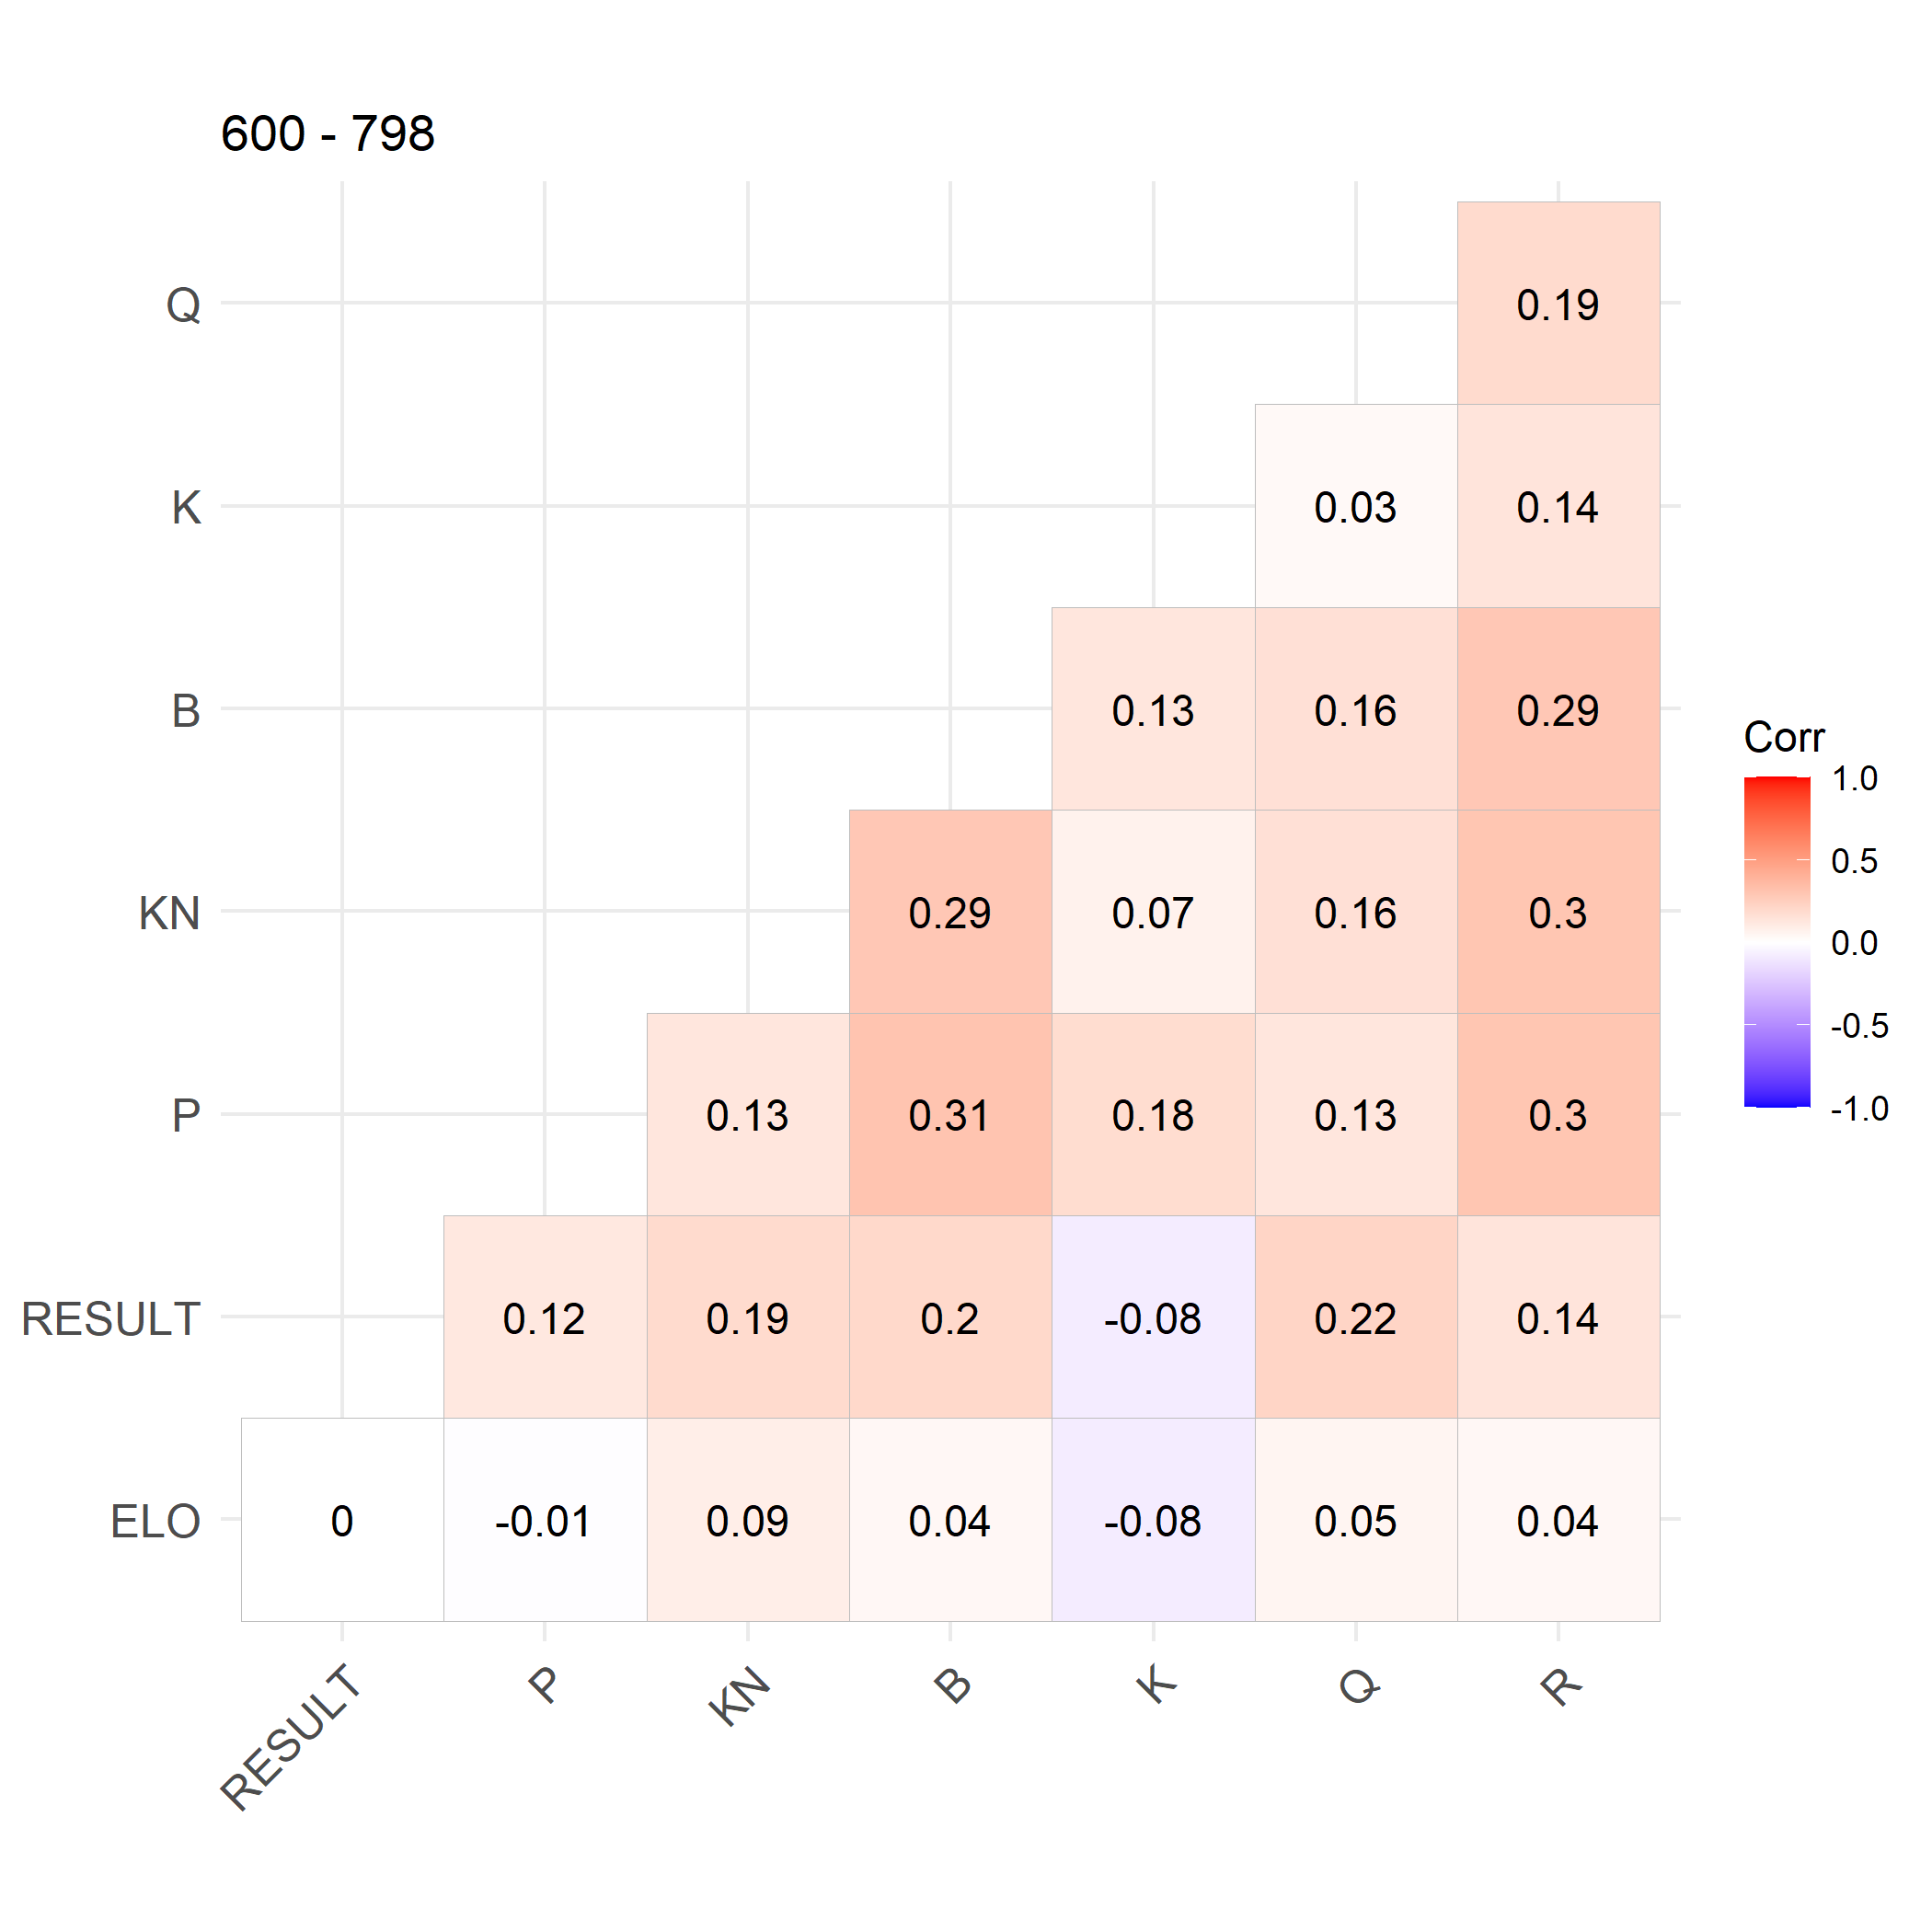 600 - 798
Q
0.19
K
0.03 0.14
B
0.13 0.16 0.29
KN
0.29 0.07 0.16 0.3
P
0.13 0.31 0.18 0.13 0.3
RESULT
0.12 0.19 0.2 -0.08 0.22 0.14
ELO
0 -0.01 0.09 0.04 -0.08 0.05 0.04
RESULT P KN B K Q R
Corr
1.0
0.5
0.0
-0.5
-1.0